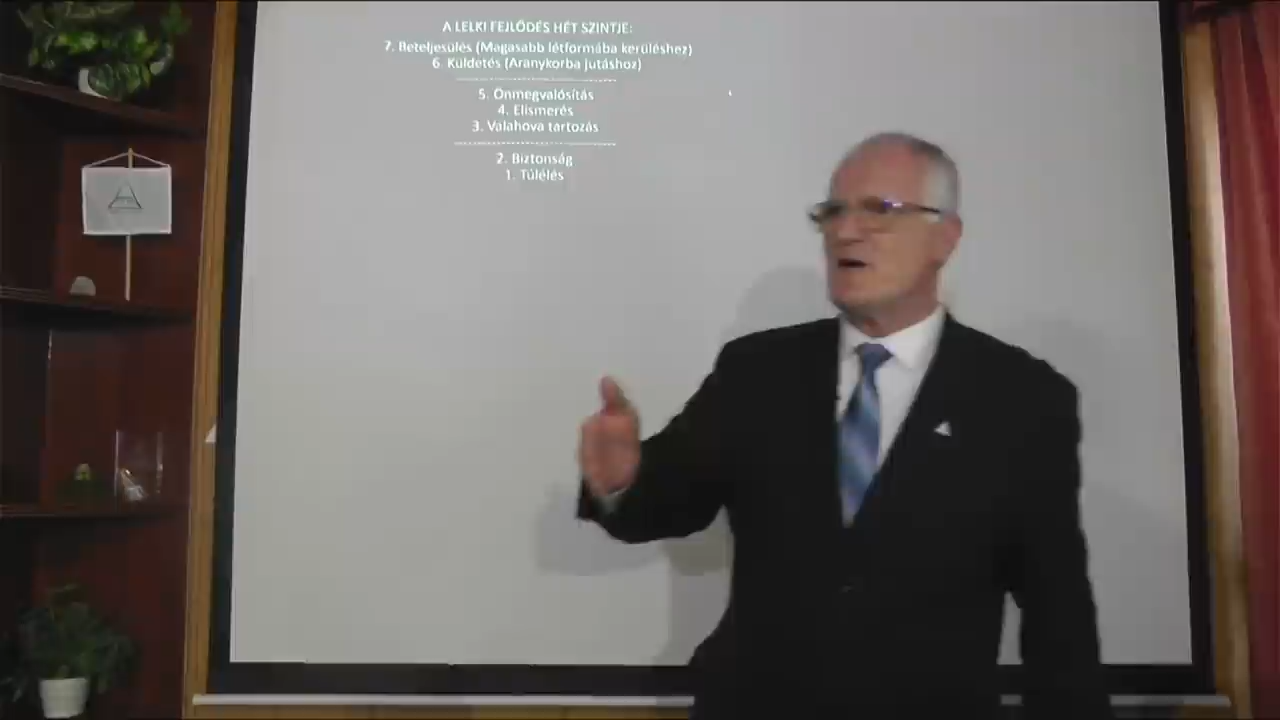 A LELKI FEJLŐDÉS HÉT SZINTJE:
7. Beteljesülés (Magasabb létformába kerüléshez)
6. Küldetés (Aranykorba jutáshoz)
5. Önmegvalósítás
4. Elismerés
3. Valahova tartozás
2. Biztonság
1. Túlélés